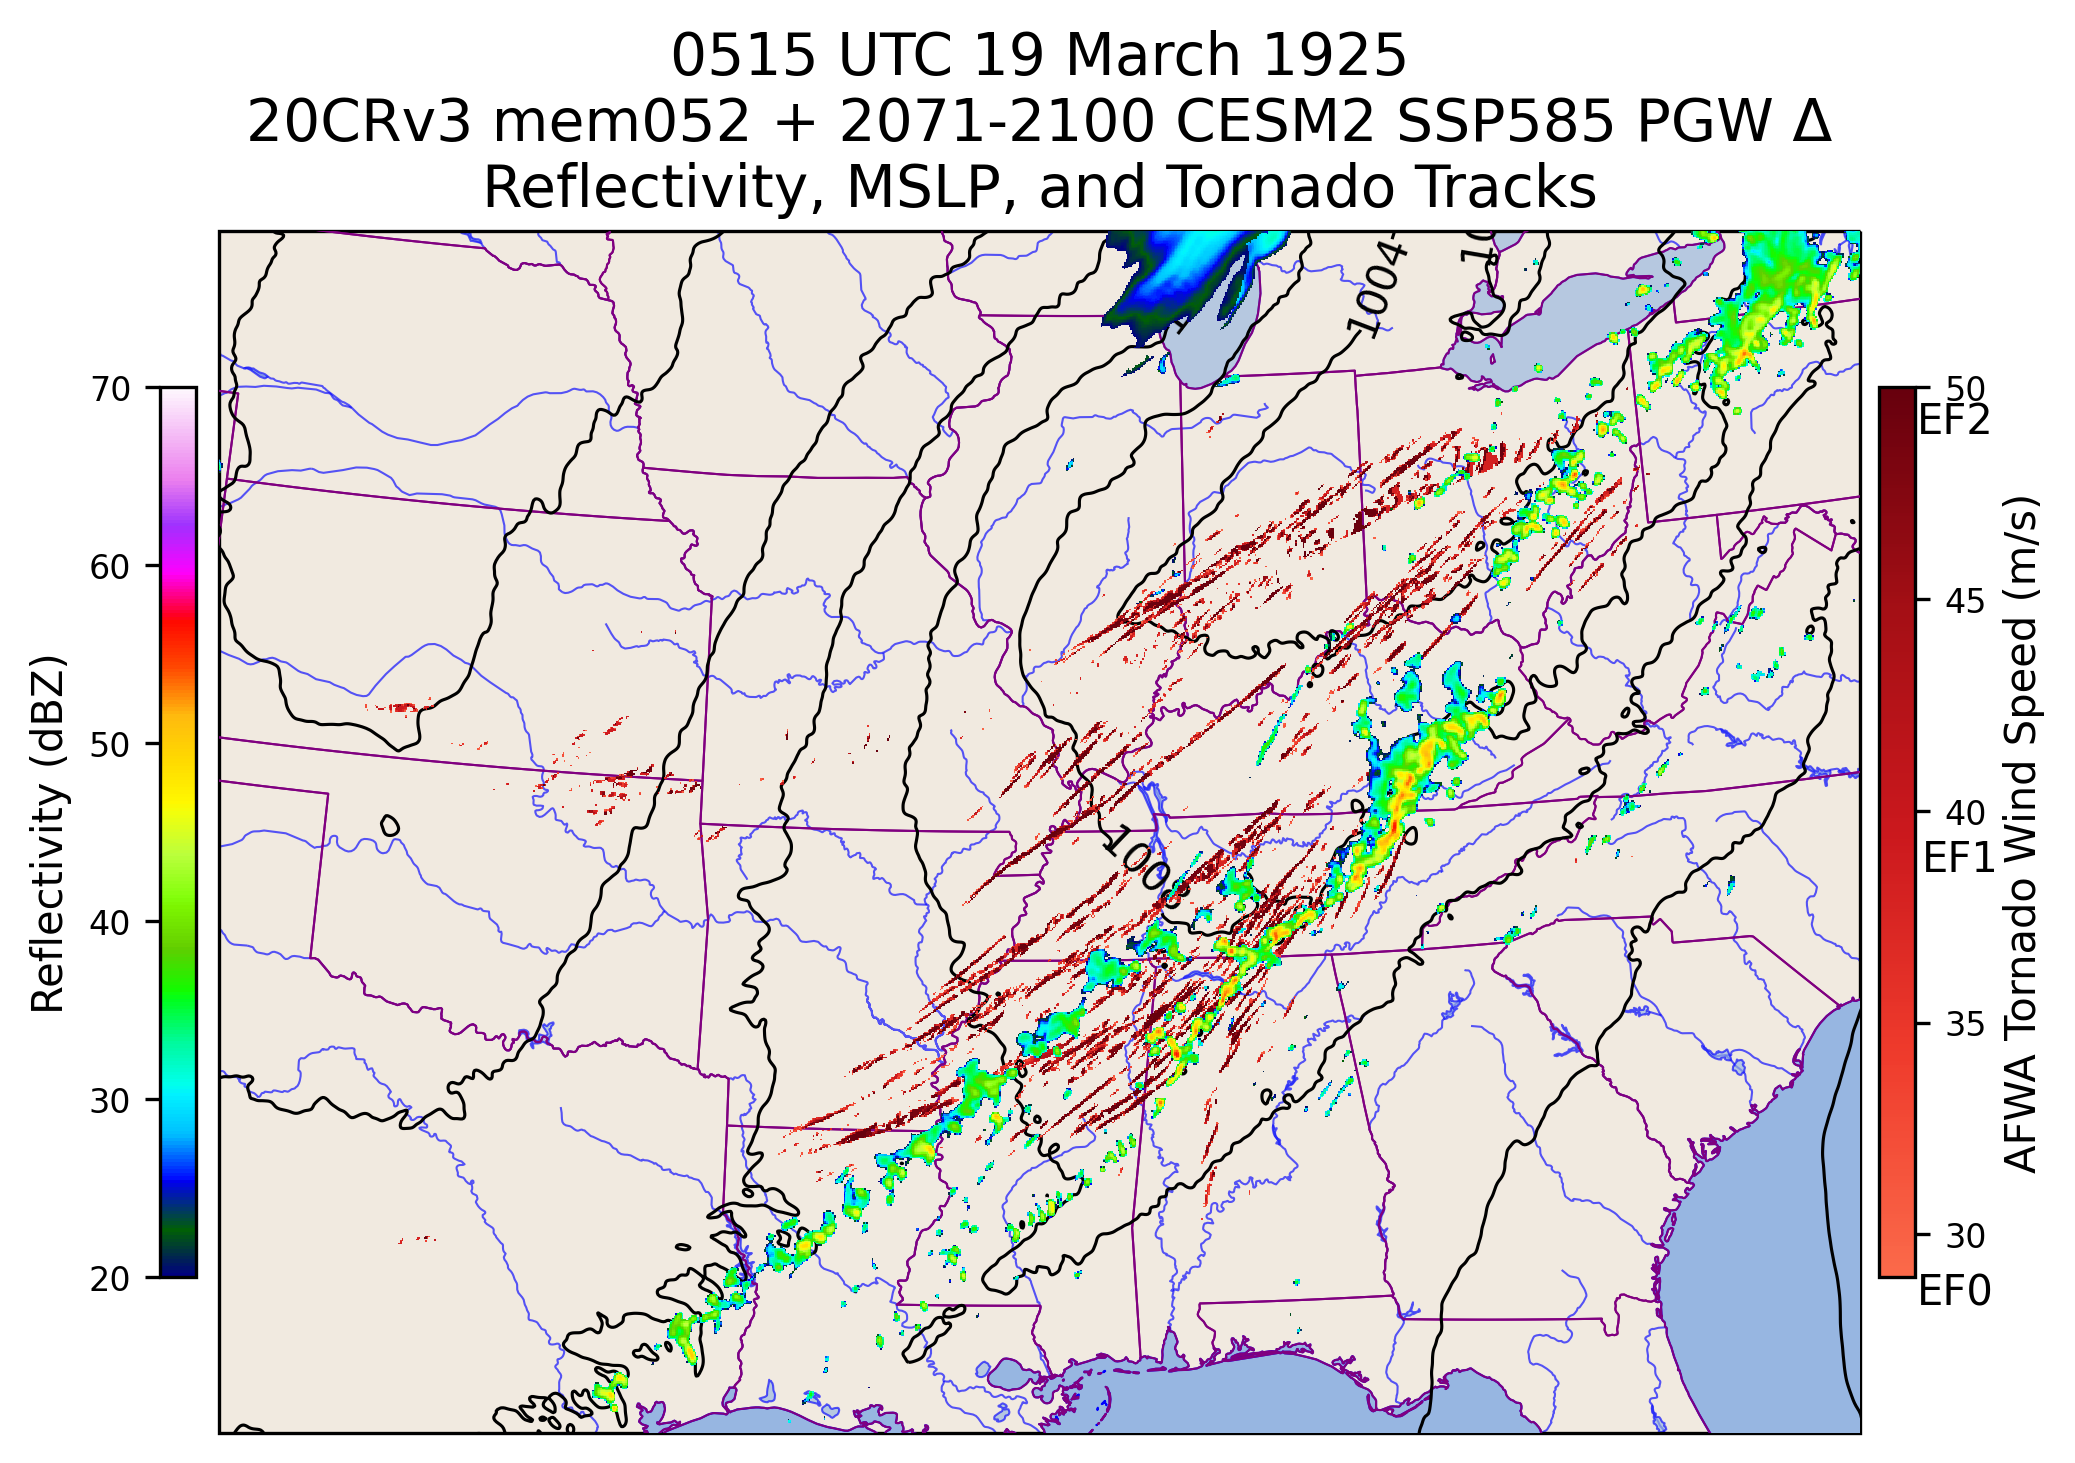 0515 UTC 19 March 1925
20CRv3 mem052 + 2071-2100 CESM2 SSP585 PGW Δ
Reflectivity, MSLP, and Tornado Tracks
Reflectivity (dBZ)
70
60
50
40
30
20
1004
50
EF2
45
40
EF1
35
30
EF0
AFWA Tornado Wind Speed (m/s)